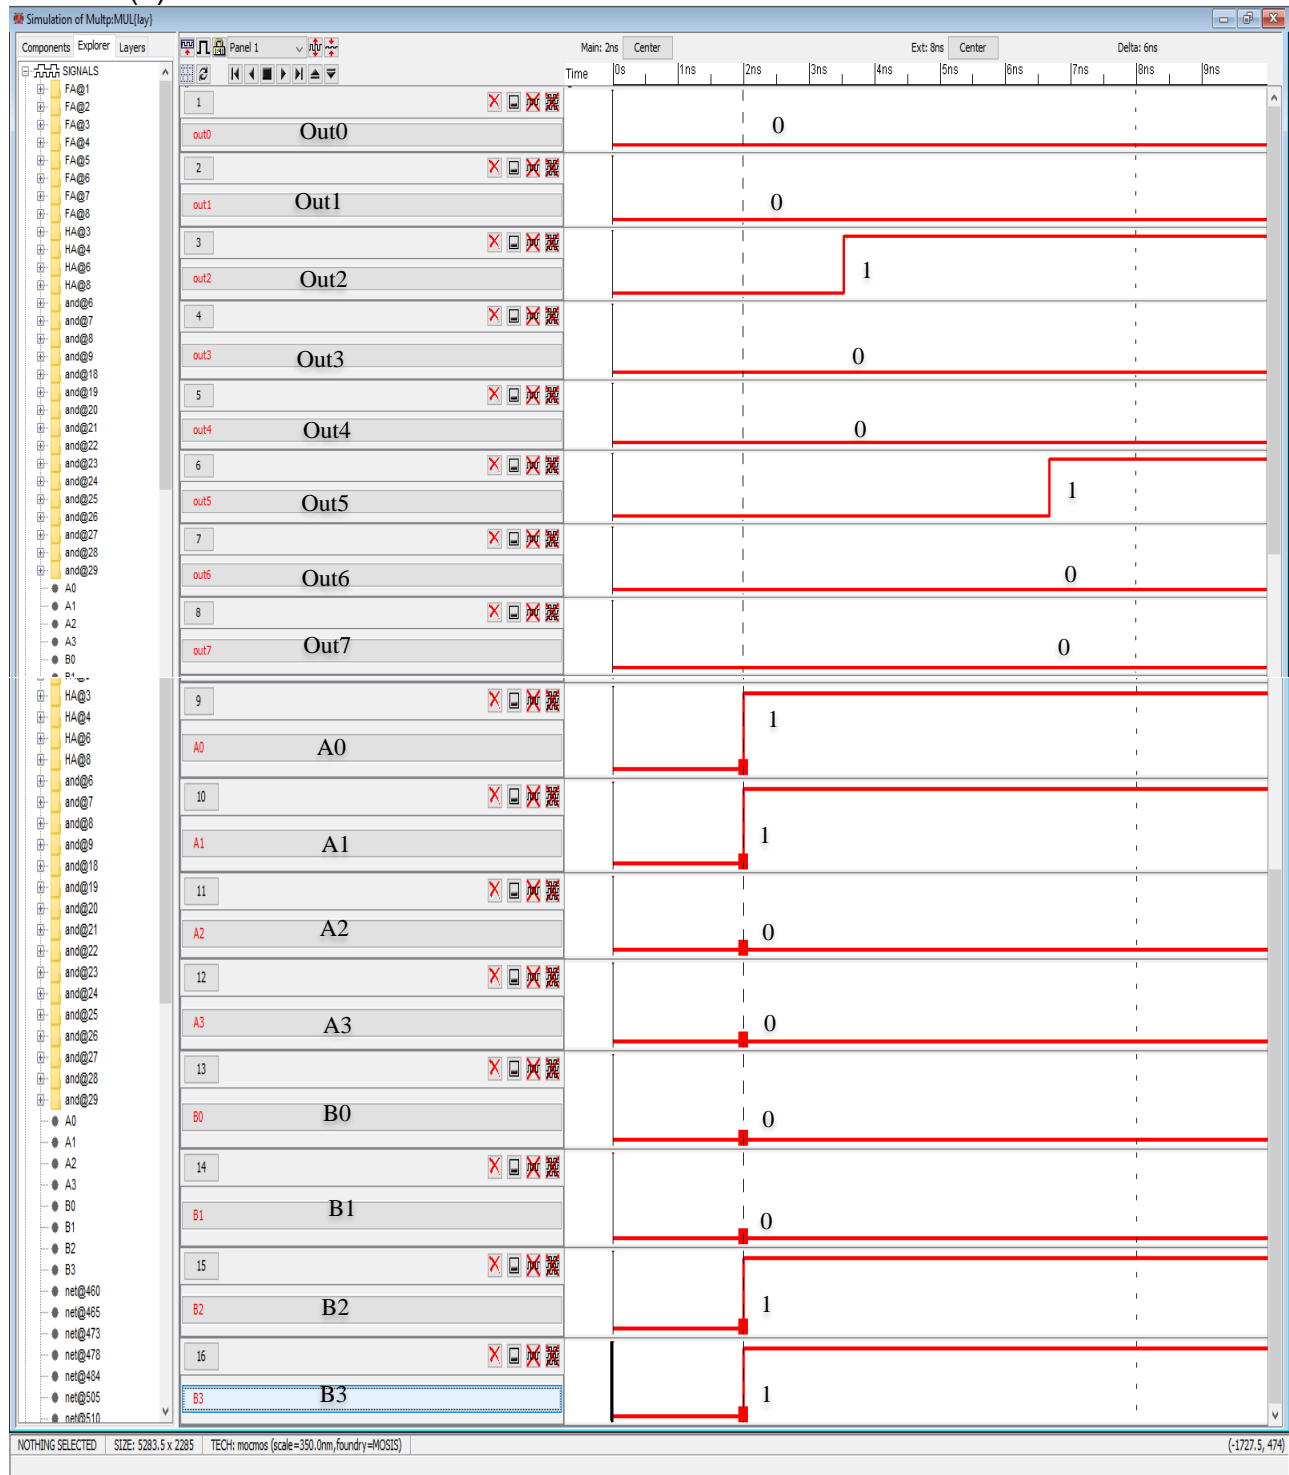 Simulation of Multp:MUL{lay}
Components Explorer Layers
Panel 1
Main: 2ns Center Ext: 8ns Center Delta: 6ns
Time 0s 1ns 2ns 3ns 4ns 5ns 6ns 7ns 8ns 9ns
SIGNALS
FA@1
FA@2
FA@3
FA@4
FA@5
FA@6
FA@7
FA@8
HA@3
HA@4
HA@6
HA@8
and@6
and@7
and@8
and@9
and@18
and@19
and@20
and@21
and@22
and@23
and@24
and@25
and@26
and@27
and@28
and@29
A0
A1
A2
A3
B0
HA@3
HA@4
HA@6
HA@8
and@6
and@7
and@8
and@9
and@18
and@19
and@20
and@21
and@22
and@23
and@24
and@25
and@26
and@27
and@28
and@29
A0
A1
A2
A3
B0
B1
B2
B3
net@460
net@465
net@473
net@478
net@484
net@505
net@510
1
out0 Out0 0
2
out1 Out1 0
3
out2 Out2 1
4
out3 Out3 0
5
out4 Out4 0
6
out5 Out5 1
7
out6 Out6 0
8
out7 Out7 0
9
A0 A0 1
10
A1 A1 1
11
A2 A2 0
12
A3 A3 0
13
B0 B0 0
14
B1 B1 0
15
B2 B2 1
16
B3 B3 1
NOTHING SELECTED SIZE: 5283.5 x 2285 TECH: mocmos (scale=350.0nm,foundry=MOSIS) (-1727.5, 474)